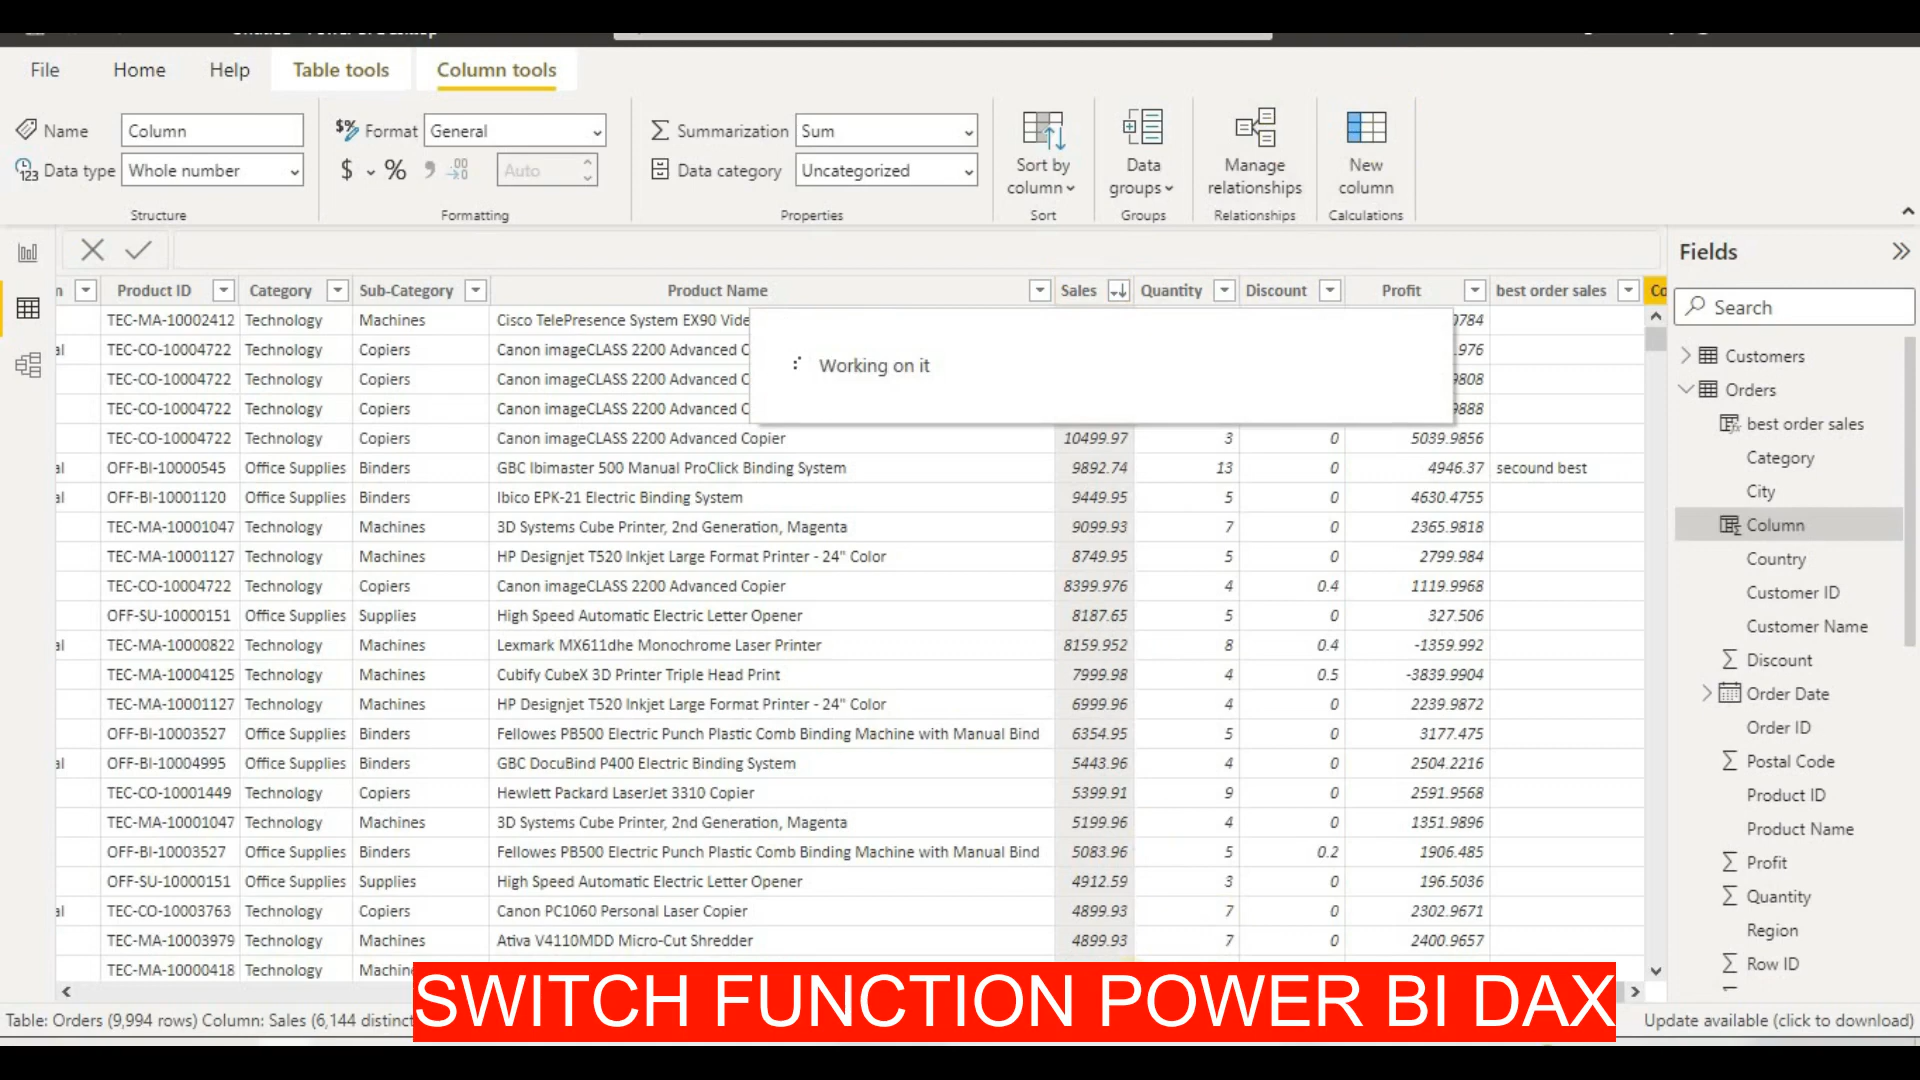 File Home Help Table tools Column tools
Name Column $% Format General Summarization Sum
123 Data type Whole number $ % 9 .00 Auto Data category Uncategorized
Sort by column Data groups Manage relationships New column
Structure Formatting Properties Sort Groups Relationships Calculations
Fields
Search
n Product ID Category Sub-Category Product Name Sales Quantity Discount Profit best order sales Co
TEC-MA-10002412 Technology Machines Cisco TelePresence System EX90 Vide 9784
al TEC-CO-10004722 Technology Copiers Canon imageCLASS 2200 Advanced C .976
TEC-CO-10004722 Technology Copiers Canon imageCLASS 2200 Advanced C 9808
TEC-CO-10004722 Technology Copiers Canon imageCLASS 2200 Advanced C 9888
Working on it
TEC-CO-10004722 Technology Copiers Canon imageCLASS 2200 Advanced Copier 10499.97 3 0 5039.9856
al OFF-BI-10000545 Office Supplies Binders GBC Ibimaster 500 Manual ProClick Binding System 9892.74 13 0 4946.37 secound best
al OFF-BI-10001120 Office Supplies Binders Ibico EPK-21 Electric Binding System 9449.95 5 0 4630.4755
TEC-MA-10001047 Technology Machines 3D Systems Cube Printer, 2nd Generation, Magenta 9099.93 7 0 2365.9818
TEC-MA-10001127 Technology Machines HP Designjet T520 Inkjet Large Format Printer - 24" Color 8749.95 5 0 2799.984
TEC-CO-10004722 Technology Copiers Canon imageCLASS 2200 Advanced Copier 8399.976 4 0.4 1119.9968
OFF-SU-10000151 Office Supplies Supplies High Speed Automatic Electric Letter Opener 8187.65 5 0 327.506
al TEC-MA-10000822 Technology Machines Lexmark MX611dhe Monochrome Laser Printer 8159.952 8 0.4 -1359.992
TEC-MA-10004125 Technology Machines Cubify CubeX 3D Printer Triple Head Print 7999.98 4 0.5 -3839.9904
TEC-MA-10001127 Technology Machines HP Designjet T520 Inkjet Large Format Printer - 24" Color 6999.96 4 0 2239.9872
OFF-BI-10003527 Office Supplies Binders Fellowes PB500 Electric Punch Plastic Comb Binding Machine with Manual Bind 6354.95 5 0 3177.475
al OFF-BI-10004995 Office Supplies Binders GBC DocuBind P400 Electric Binding System 5443.96 4 0 2504.2216
TEC-CO-10001449 Technology Copiers Hewlett Packard LaserJet 3310 Copier 5399.91 9 0 2591.9568
TEC-MA-10001047 Technology Machines 3D Systems Cube Printer, 2nd Generation, Magenta 5199.96 4 0 1351.9896
OFF-BI-10003527 Office Supplies Binders Fellowes PB500 Electric Punch Plastic Comb Binding Machine with Manual Bind 5083.96 5 0.2 1906.485
OFF-SU-10000151 Office Supplies Supplies High Speed Automatic Electric Letter Opener 4912.59 3 0 196.5036
al TEC-CO-10003763 Technology Copiers Canon PC1060 Personal Laser Copier 4899.93 7 0 2302.9671
TEC-MA-10003979 Technology Machines Ativa V4110MDD Micro-Cut Shredder 4899.93 7 0 2400.9657
TEC-MA-10000418 Technology Machin
Customers
Orders
best order sales
Category
City
Column
Country
Customer ID
Customer Name
Discount
Order Date
Order ID
Postal Code
Product ID
Product Name
Profit
Quantity
Region
Row ID
Table: Orders (9,994 rows) Column: Sales (6,144 distinct
SWITCH FUNCTION POWER BI DAX
Update available (click to download)